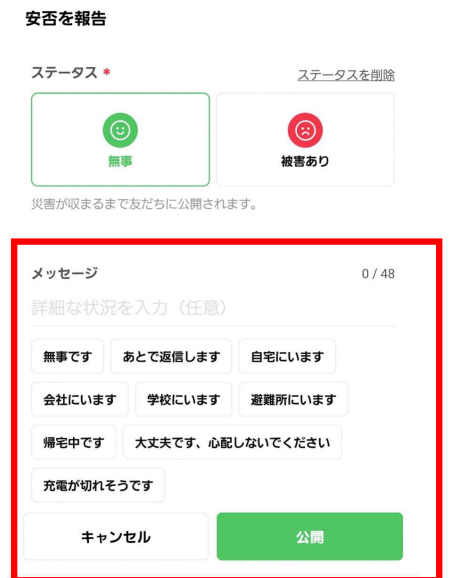 安否を報告
ステータス * ステータスを削除
無事 被害あり
災害が収まるまで友だちに公開されます。
メッセージ 0 / 48
詳細な状況を入力（任意）
無事です あとで返信します 自宅にいます
会社にいます 学校にいます 避難所にいます
帰宅中です 大丈夫です、心配しないでください
充電が切れそうです
キャンセル 公開